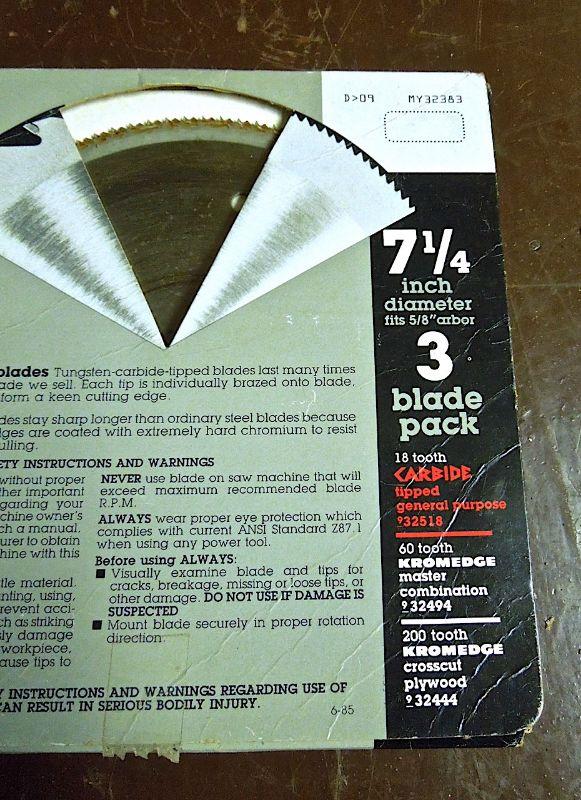 D>09 MY32383
7 1/4
inch
diameter
fits 5/8" arbor
3
blade
pack
18 tooth
CARBIDE
tipped
general purpose
9 32518
60 tooth
KROMEDGE
master
combination
9 32494
200 tooth
KROMEDGE
crosscut
plywood
9 32444
blades Tungsten-carbide-tipped blades last many times
ade we sell. Each tip is individually brazed onto blade,
form a keen cutting edge.
des stay sharp longer than ordinary steel blades because
dges are coated with extremely hard chromium to resist
ulling.
ETY INSTRUCTIONS AND WARNINGS
without proper
ther important
garding your
chine owner's
ch a manual,
urer to obtain
hine with this
tle material.
nting, using,
revent acci-
ch as striking
sly damage
workpiece,
ause tips to
NEVER use blade on saw machine that will
exceed maximum recommended blade
R.P.M.
ALWAYS wear proper eye protection which
complies with current ANSI Standard Z87.1
when using any power tool.
Before using ALWAYS:
■ Visually examine blade and tips for
cracks, breakage, missing or loose tips, or
other damage. DO NOT USE IF DAMAGE IS
SUSPECTED
■ Mount blade securely in proper rotation
direction.
Y INSTRUCTIONS AND WARNINGS REGARDING USE OF
CAN RESULT IN SERIOUS BODILY INJURY.
6-85